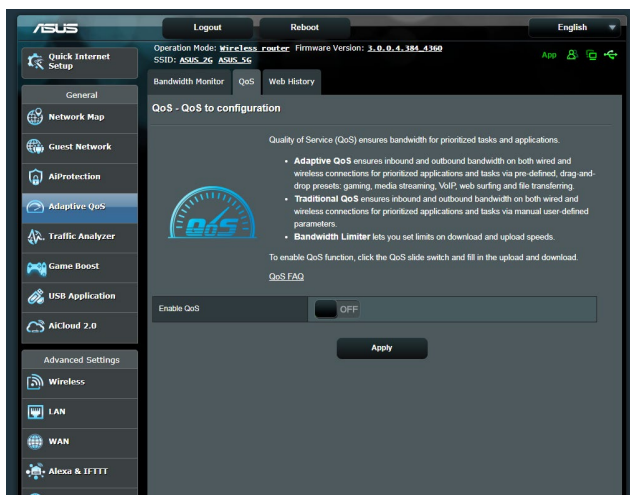 ASUS
Logout
Reboot
English
Operation Mode: Wireless router Firmware Version: 3.0.0.4.384_4360
SSID: ASUS_2G ASUS_5G
App
Quick Internet
Setup
General
Network Map
Guest Network
AiProtection
Adaptive QoS
Traffic Analyzer
Game Boost
USB Application
AiCloud 2.0
Advanced Settings
Wireless
LAN
WAN
Alexa & IFTTT
Bandwidth Monitor
QoS
Web History
QoS - QoS to configuration
QoS
Quality of Service (QoS) ensures bandwidth for prioritized tasks and applications.
• Adaptive QoS ensures inbound and outbound bandwidth on both wired and
wireless connections for prioritized applications and tasks via pre-defined, drag-and-
drop presets: gaming, media streaming, VoIP, web surfing and file transferring.
• Traditional QoS ensures inbound and outbound bandwidth on both wired and
wireless connections for prioritized applications and tasks via manual user-defined
parameters.
• Bandwidth Limiter lets you set limits on download and upload speeds.
To enable QoS function, click the QoS slide switch and fill in the upload and download.
QoS FAQ
Enable QoS
OFF
Apply